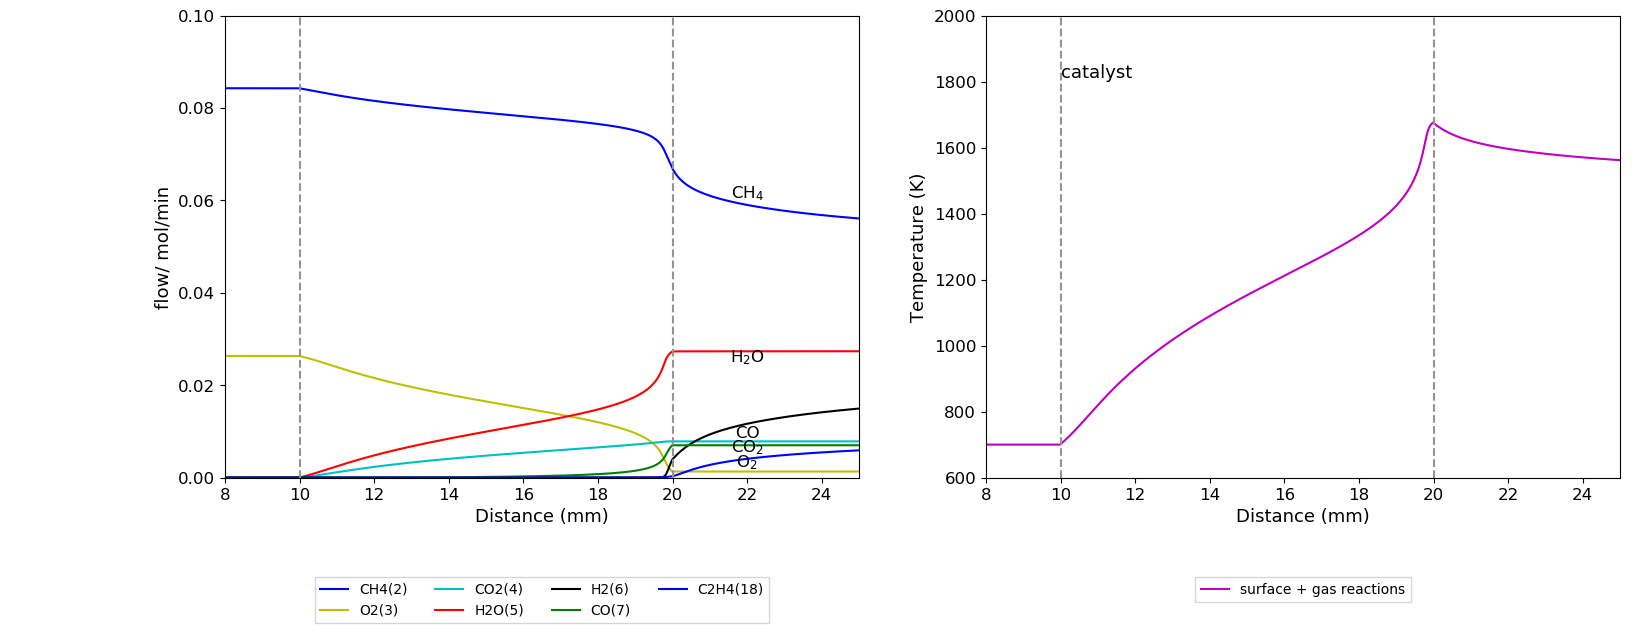 0.10
0.08
0.06
0.04
0.02
0.00
flow/ mol/min
CH4
H2O
CO
CO2
O2
8 10 12 14 16 18 20 22 24
Distance (mm)
CH4(2) CO2(4) H2(6) C2H4(18)
O2(3) H2O(5) CO(7)
2000
1800
1600
1400
1200
1000
800
600
Temperature (K)
catalyst
8 10 12 14 16 18 20 22 24
Distance (mm)
surface + gas reactions